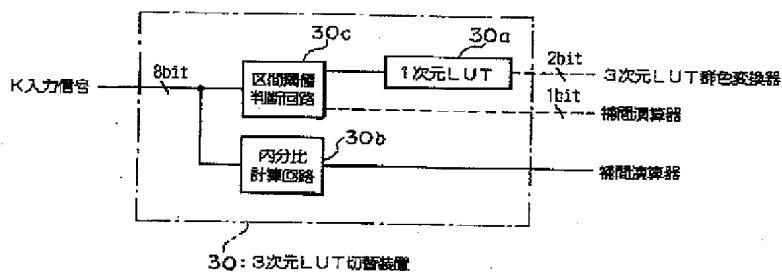 30c
30a
8bit
2bit
K入力信号
区間閾値
判断回路
1次元LUT
3次元LUT群色変換器
1bit
補間演算器
30b
内分比
計算回路
補間演算器
30:3次元LUT切替装置